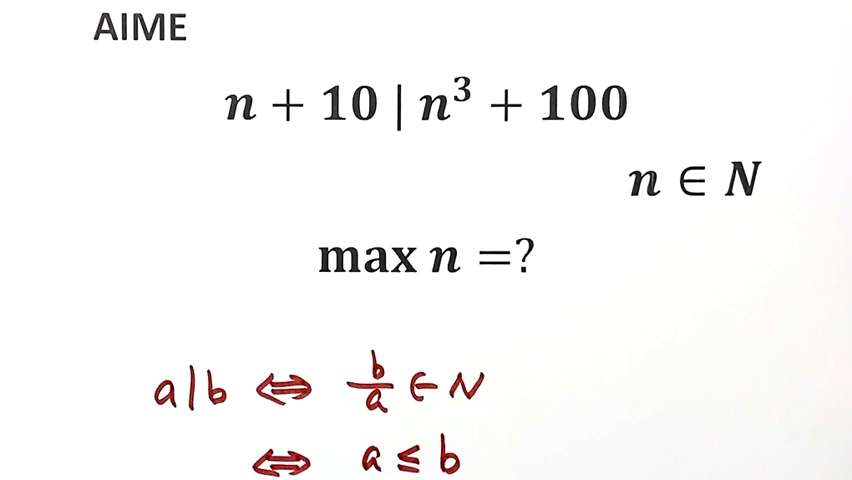 AIME
n + 10 | n³ + 100
n ∈ N
max n =?
a|b ⇔ b/a ∈ N
⇔ a ≤ b